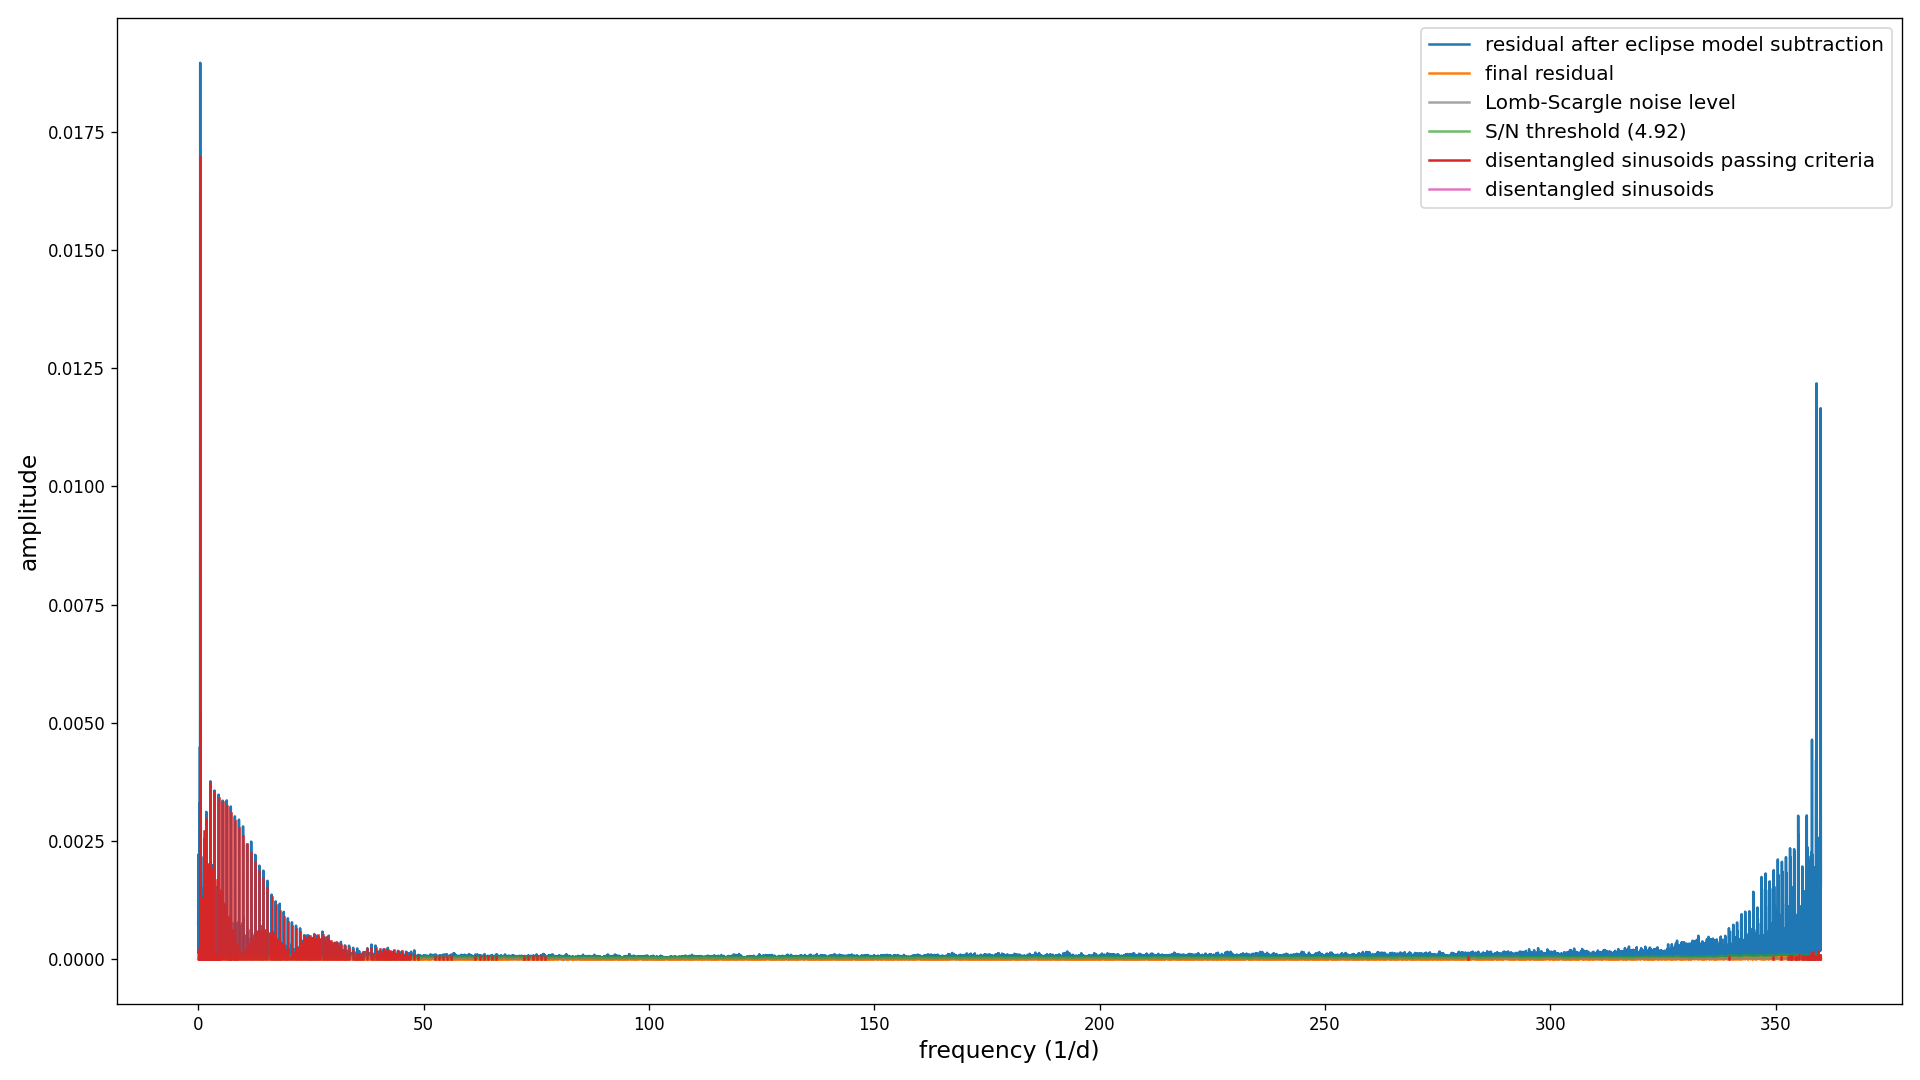 residual after eclipse model subtraction
final residual
Lomb-Scargle noise level
S/N threshold (4.92)
disentangled sinusoids passing criteria
disentangled sinusoids
0.0175
0.0150
0.0125
0.0100
0.0075
0.0050
0.0025
0.0000
amplitude
0 50 100 150 200 250 300 350
frequency (1/d)